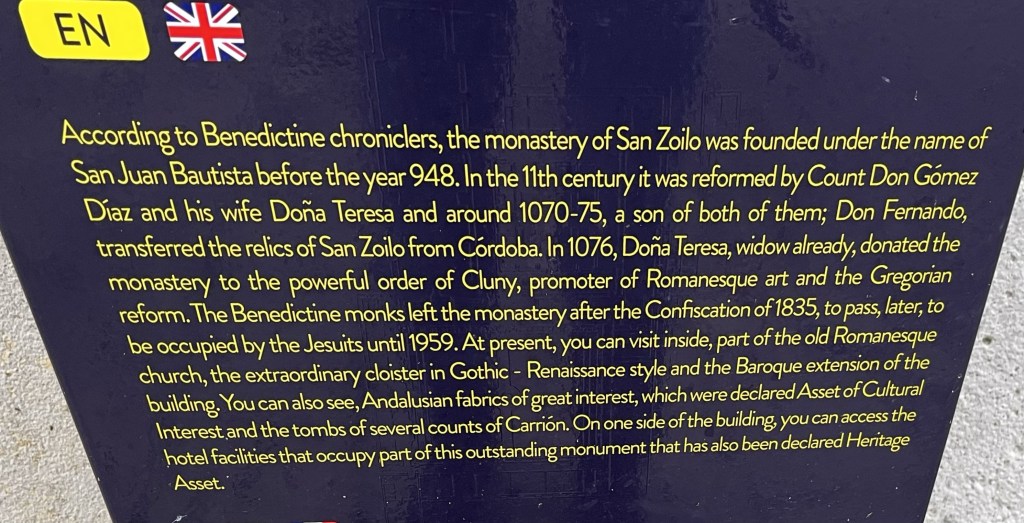 EN
According to Benedictine chroniclers, the monastery of San Zoilo was founded under the name of
San Juan Bautista before the year 948. In the 11th century it was reformed by Count Don Gómez
Díaz and his wife Doña Teresa and around 1070-75, a son of both of them; Don Fernando,
transferred the relics of San Zoilo from Córdoba. In 1076, Doña Teresa, widow already, donated the
monastery to the powerful order of Cluny, promoter of Romanesque art and the Gregorian
reform. The Benedictine monks left the monastery after the Confiscation of 1835, to pass, later, to
be occupied by the Jesuits until 1959. At present, you can visit inside, part of the old Romanesque
church, the extraordinary cloister in Gothic - Renaissance style and the Baroque extension of the
building. You can also see, Andalusian fabrics of great interest, which were declared Asset of Cultural
Interest and the tombs of several counts of Carrión. On one side of the building, you can access the
hotel facilities that occupy part of this outstanding monument that has also been declared Heritage
Asset.